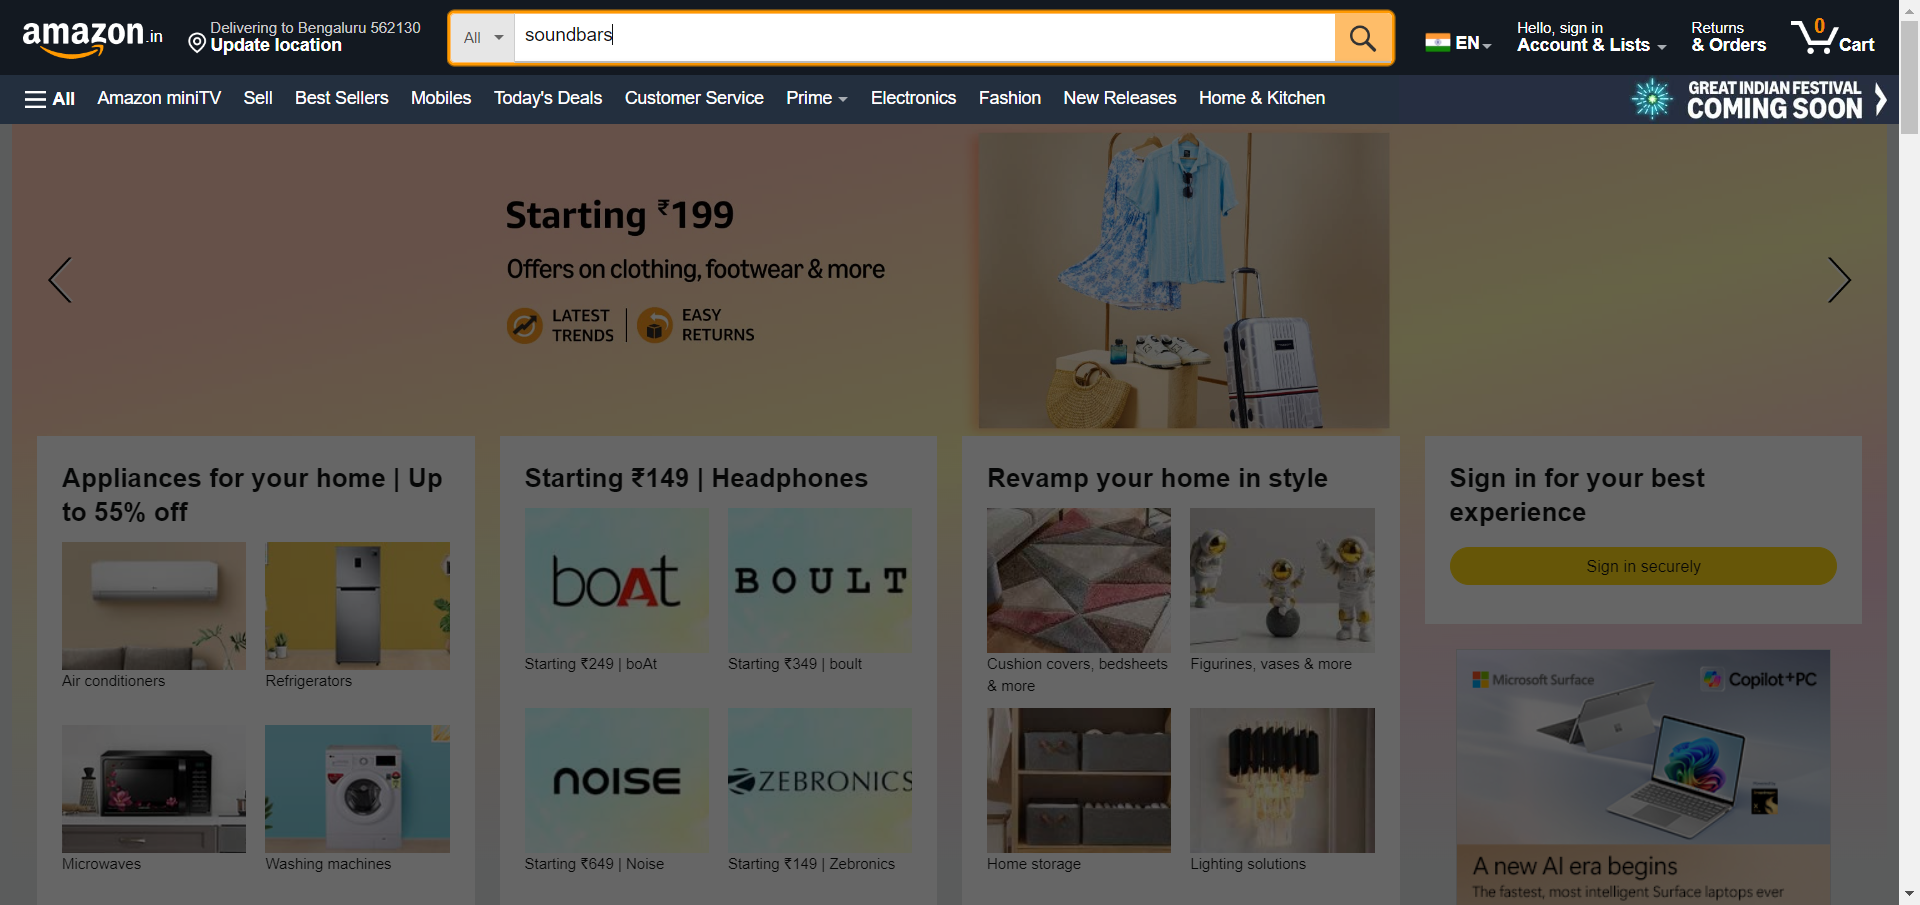 amazon.in
Delivering to Bengaluru 562130
Update location
All
soundbars
EN
Hello, sign in
Account & Lists
Returns
& Orders
0
Cart
All
Amazon miniTV
Sell
Best Sellers
Mobiles
Today's Deals
Customer Service
Prime
Electronics
Fashion
New Releases
Home & Kitchen
GREAT INDIAN FESTIVAL
COMING SOON
Starting ₹199
Offers on clothing, footwear & more
LATEST
TRENDS
EASY
RETURNS
Appliances for your home | Up
to 55% off
Air conditioners
Refrigerators
Microwaves
Washing machines
Starting ₹149 | Headphones
boAt
BOULT
Starting ₹249 | boAt
Starting ₹349 | boult
noise
ZEBRONICS
Starting ₹649 | Noise
Starting ₹149 | Zebronics
Revamp your home in style
Cushion covers, bedsheets
& more
Figurines, vases & more
Home storage
Lighting solutions
Sign in for your best
experience
Sign in securely
Microsoft Surface
Copilot+PC
A new AI era begins
The fastest, most intelligent Surface laptops ever